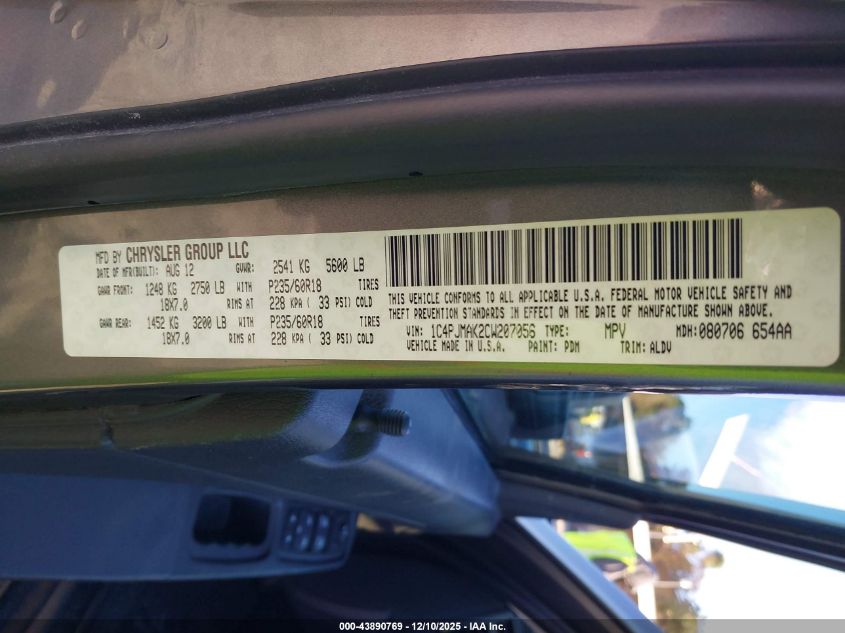 MFD BY CHRYSLER GROUP LLC
DATE OF MFR(BUILT): AUG 12 GVWR: 2541 KG 5600 LB
GAWR FRONT: 1248 KG 2750 LB WITH P235/60R18 TIRES
18X7.0 RIMS AT 228 KPA ( 33 PSI) COLD
GAWR REAR: 1452 KG 3200 LB WITH P235/60R18 TIRES
18X7.0 RIMS AT 228 KPA ( 33 PSI) COLD
THIS VEHICLE CONFORMS TO ALL APPLICABLE U.S.A. FEDERAL MOTOR VEHICLE SAFETY AND
THEFT PREVENTION STANDARDS IN EFFECT ON THE DATE OF MANUFACTURE SHOWN ABOVE.
VIN: 1C4PJMAK2CW207056 TYPE: MPV MDH: 080706 654AA
VEHICLE MADE IN U.S.A. PAINT: PDM TRIM: ALDV
000-43890769 - 12/10/2025 - IAA Inc.